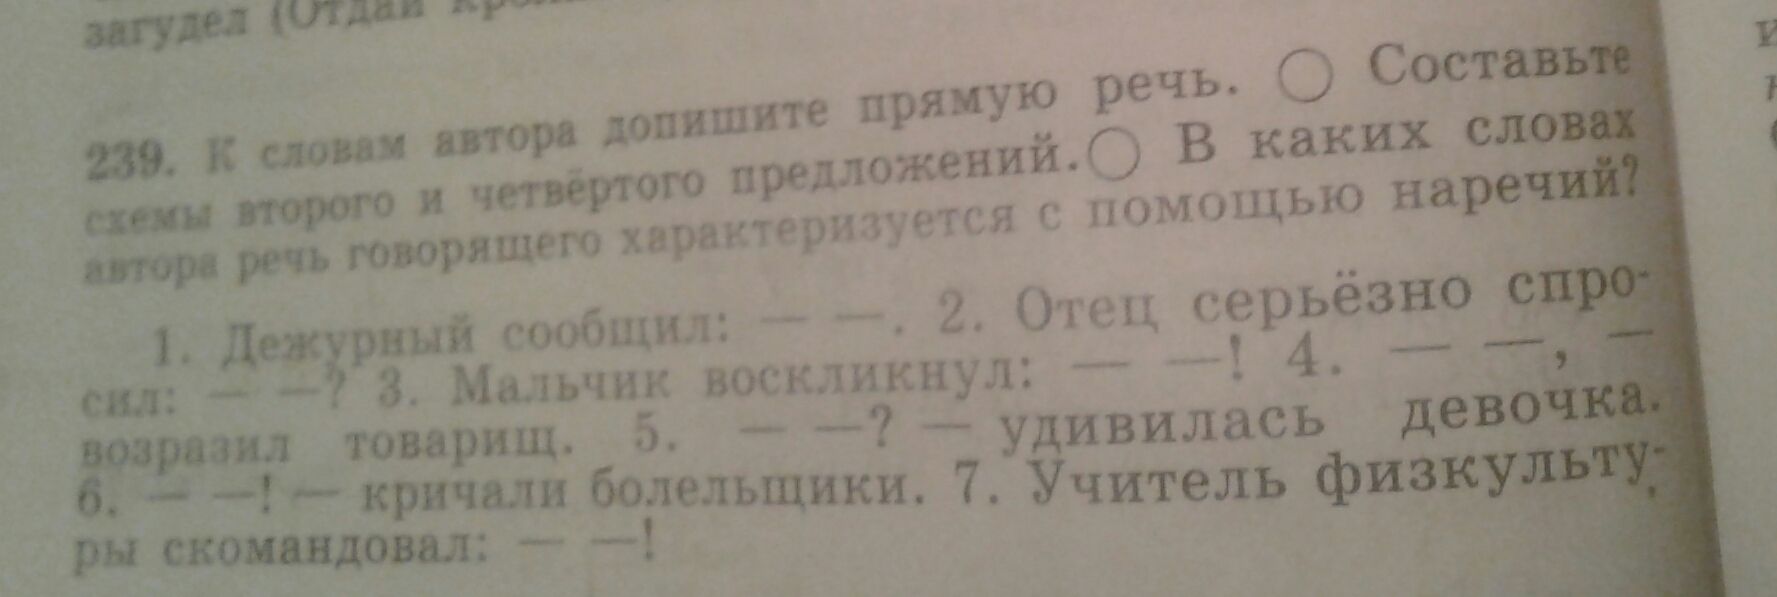 загудел (Отдай
239. К словам автора допишите прямую речь. ○ Составьте
схемы второго и четвёртого предложений. ○ В каких словах
автора речь говорящего характеризуется с помощью наречий?
1. Дежурный сообщил: — —. 2. Отец серьёзно спро-
сил: — —? 3. Мальчик воскликнул: — —! 4. — —, —
возразил товарищ. 5. — —? — удивилась девочка.
6. — —! — кричали болельщики. 7. Учитель физкульту-
ры скомандовал: — —!